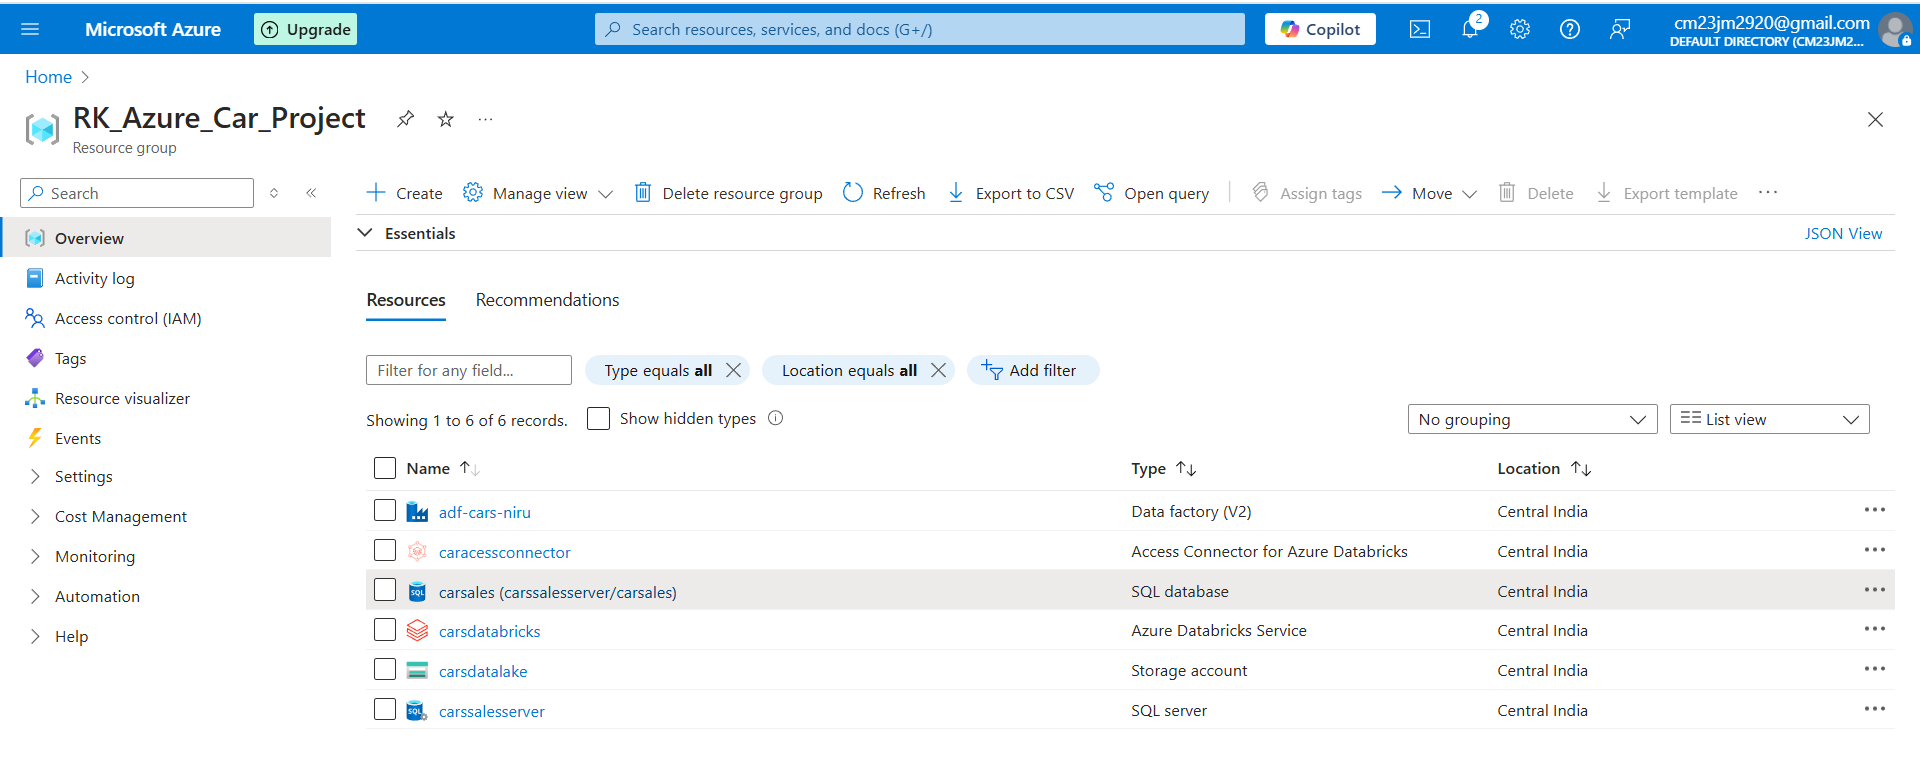 Microsoft Azure Upgrade Search resources, services, and docs (G+/) Copilot 2 cm23jm2920@gmail.com
DEFAULT DIRECTORY (CM23JM2...
Home
RK_Azure_Car_Project ...
Resource group
Search
Create Manage view Delete resource group Refresh Export to CSV Open query Assign tags Move Delete Export template ...
Overview
Activity log
Access control (IAM)
Tags
Resource visualizer
Events
Settings
Cost Management
Monitoring
Automation
Help
Essentials JSON View
Resources Recommendations
Filter for any field... Type equals all Location equals all Add filter
Showing 1 to 6 of 6 records. Show hidden types No grouping List view
Name Type Location
adf-cars-niru Data factory (V2) Central India ...
caracessconnector Access Connector for Azure Databricks Central India ...
SQL carsales (carssalesserver/carsales) SQL database Central India ...
carsdatabricks Azure Databricks Service Central India ...
carsdatalake Storage account Central India ...
SQL carssalesserver SQL server Central India ...